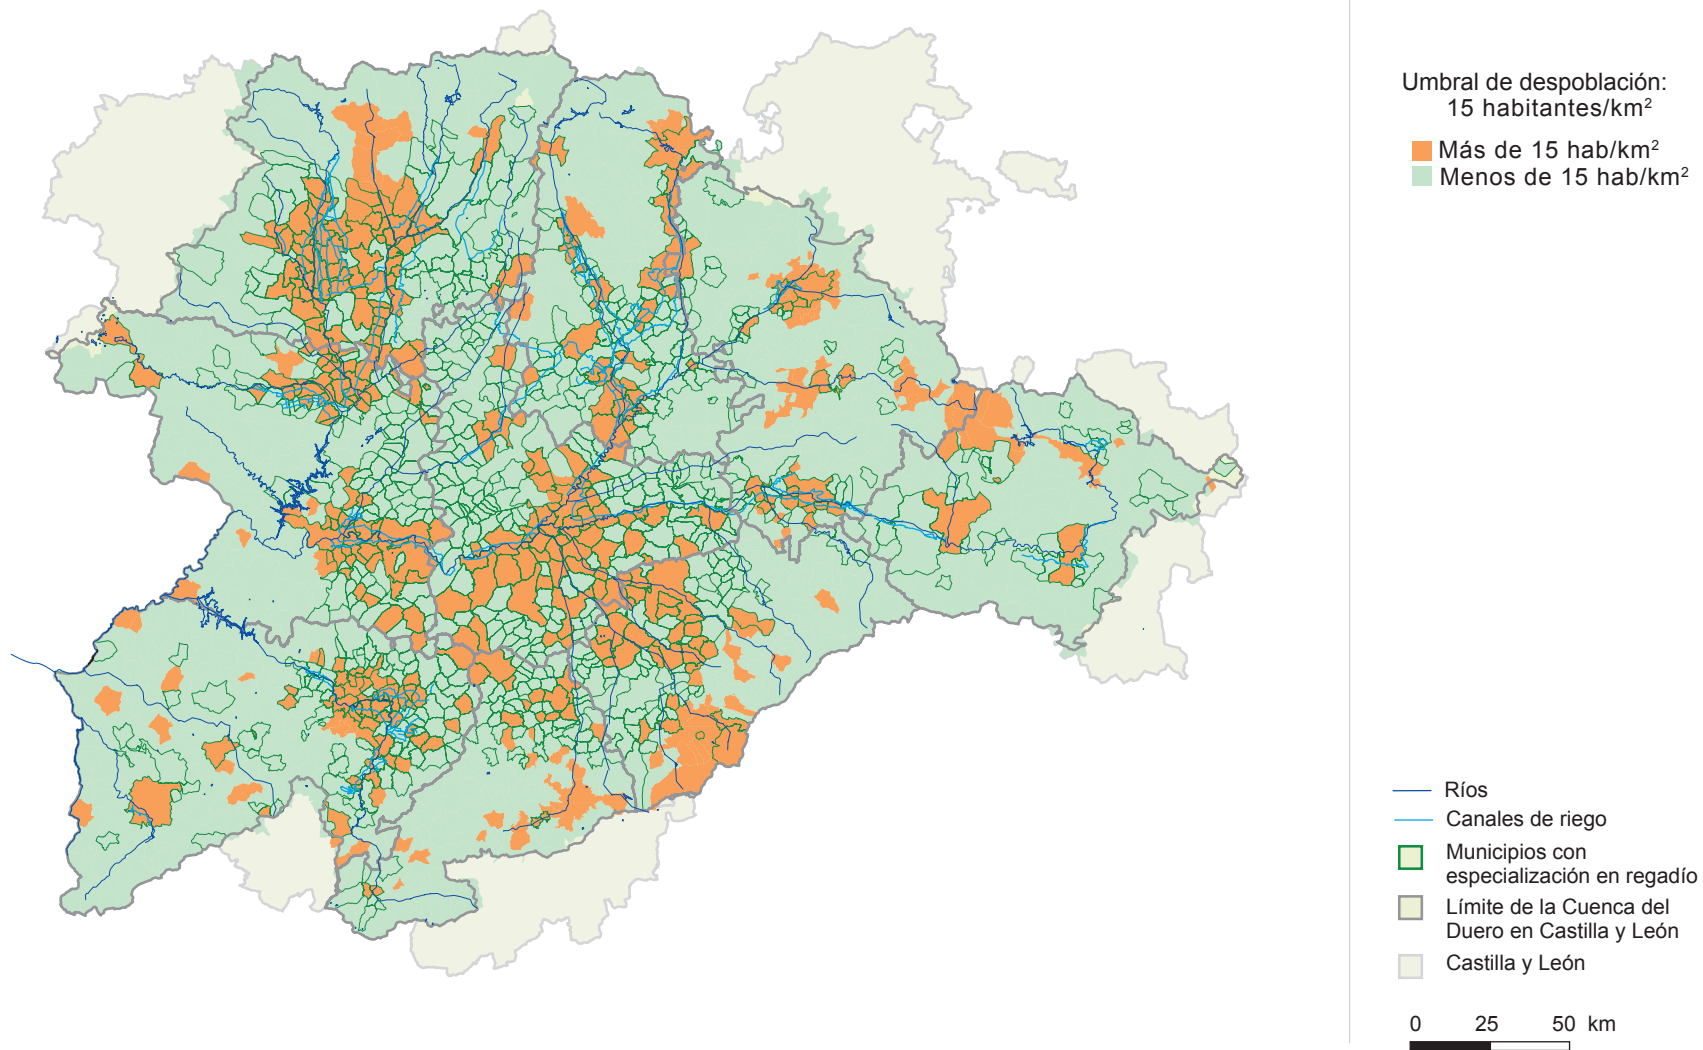 Umbral de despoblación:
15 habitantes/km²
Más de 15 hab/km²
Menos de 15 hab/km²
Ríos
Canales de riego
Municipios con
especialización en regadío
Límite de la Cuenca del
Duero en Castilla y León
Castilla y León
0 25 50 km